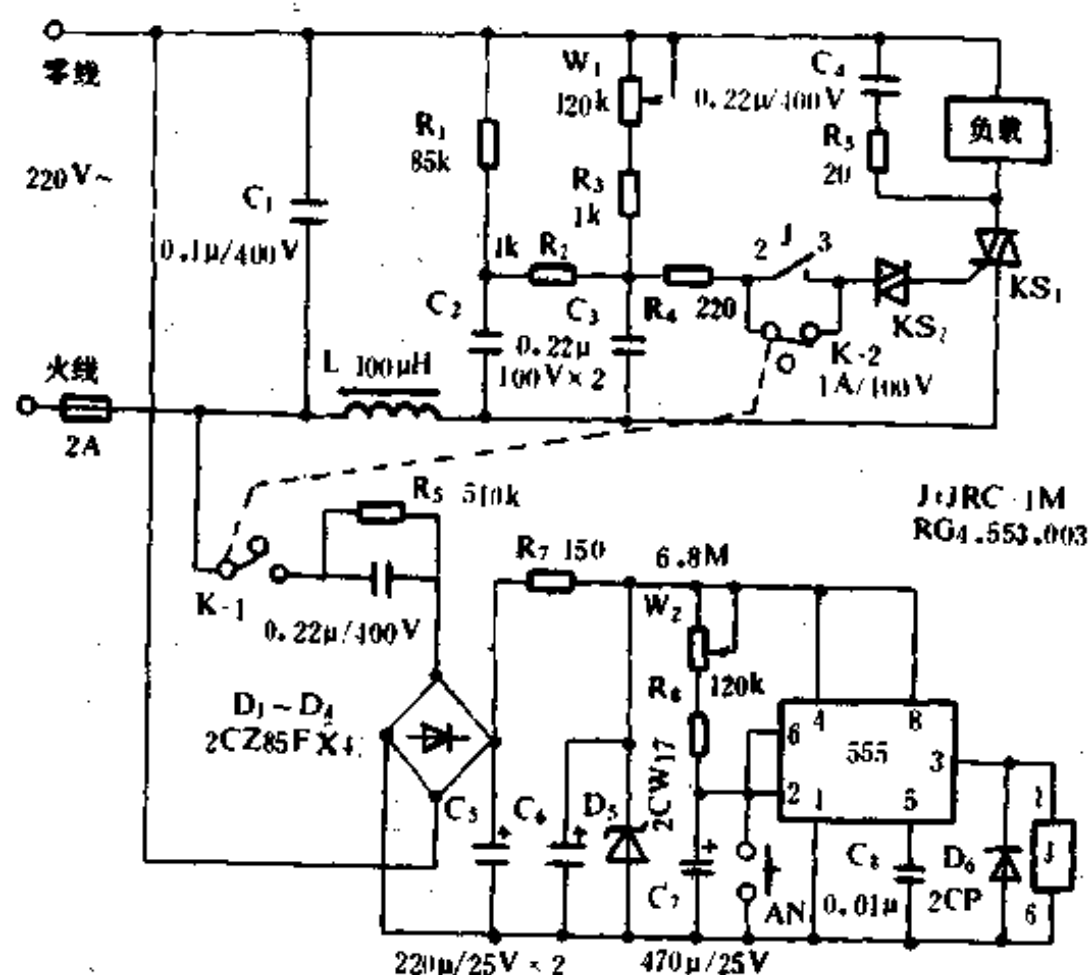 零线
220V~
火线
2A
C₁
0.1μ/400V
L 100μH
R₁
85k
1k
R₂
C₂
C₃
0.22μ
100V×2
W₁
120k
R₃
1k
R₄
220
C₄
0.22μ/400V
R₅
20
负载
2
J
3
KS₁
KS₂
K-2
1A/400V
J:JRC-1M
RG4.553.003
K-1
R₅ 510k
0.22μ/400V
D₁~D₄
2CZ85F×4
R₇ 150
6.8M
W₂
R₆
120k
C₅
C₆
D₅
2CW17
C₇
AN
4
8
6
555
3
2
1
5
C₈
0.01μ
D₆
2CP
J
6
220μ/25V×2
470μ/25V